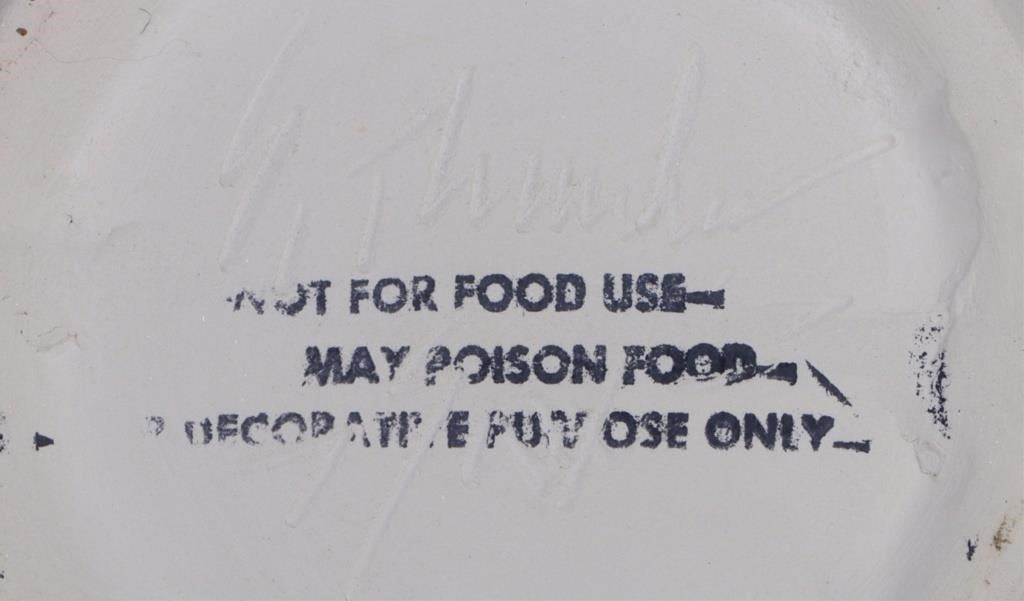 NOT FOR FOOD USE
MAY POISON FOOD
DECORATIVE PURPOSE ONLY